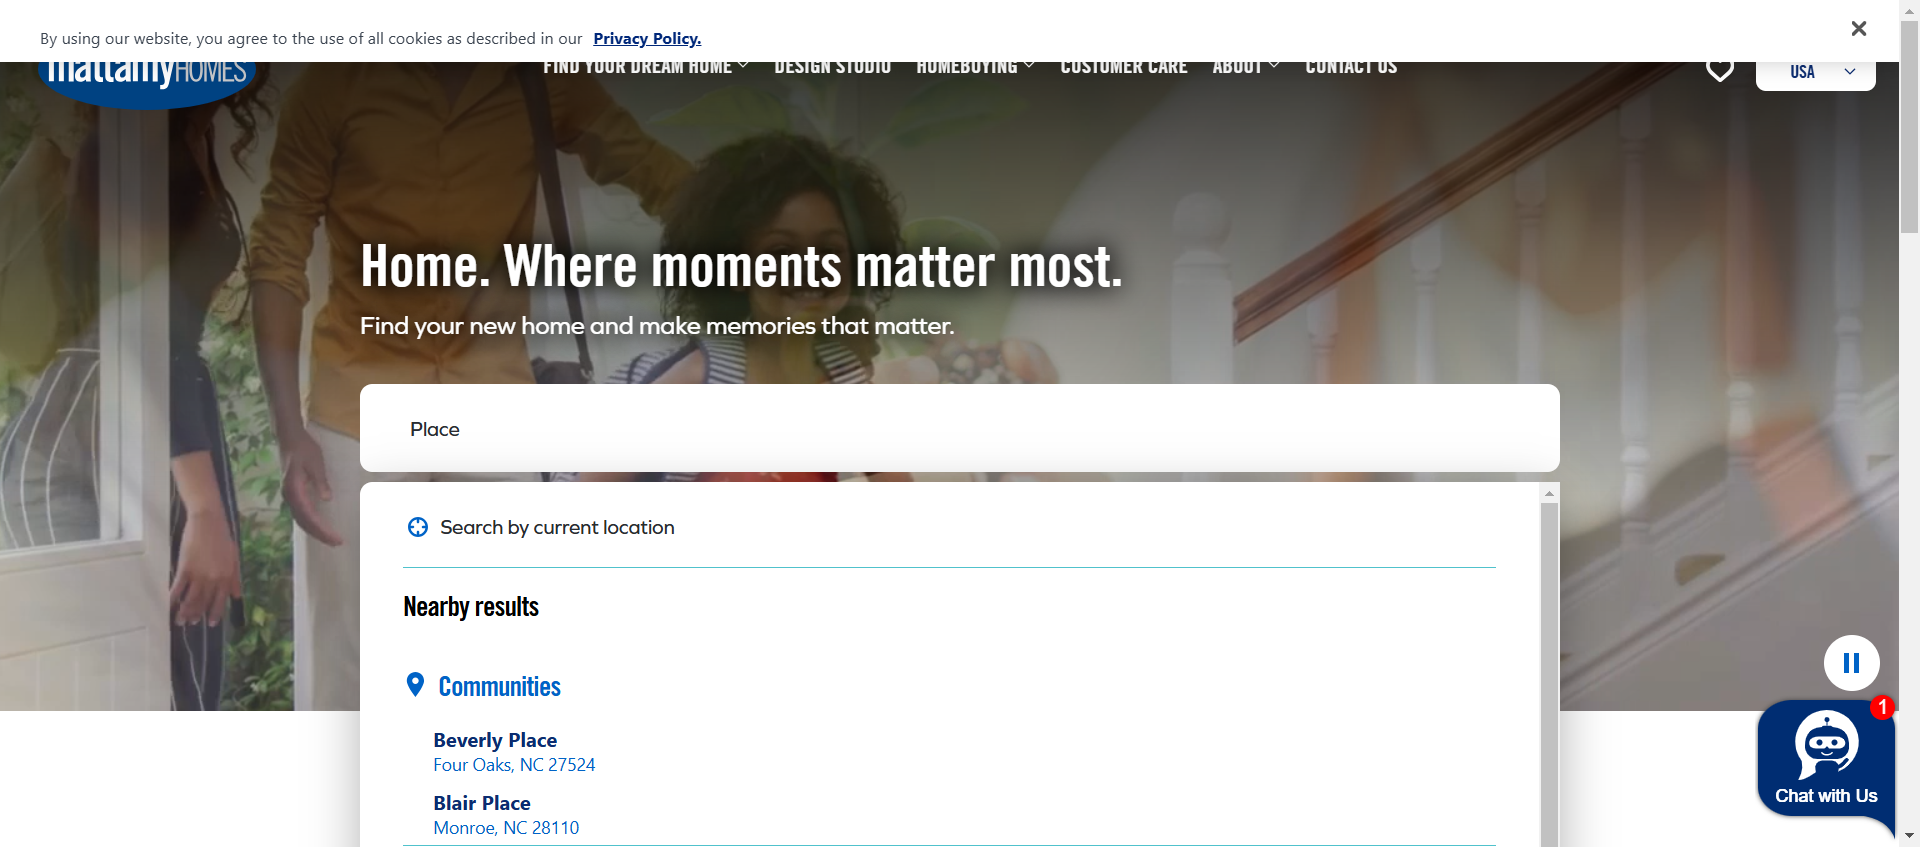 By using our website, you agree to the use of all cookies as described in our Privacy Policy.
mattamyHOMES
FIND YOUR DREAM HOME DESIGN STUDIO HOMEBUYING CUSTOMER CARE ABOUT CONTACT US
USA
Home. Where moments matter most.
Find your new home and make memories that matter.
Place
Search by current location
Nearby results
Communities
Beverly Place
Four Oaks, NC 27524
Blair Place
Monroe, NC 28110
1
Chat with Us